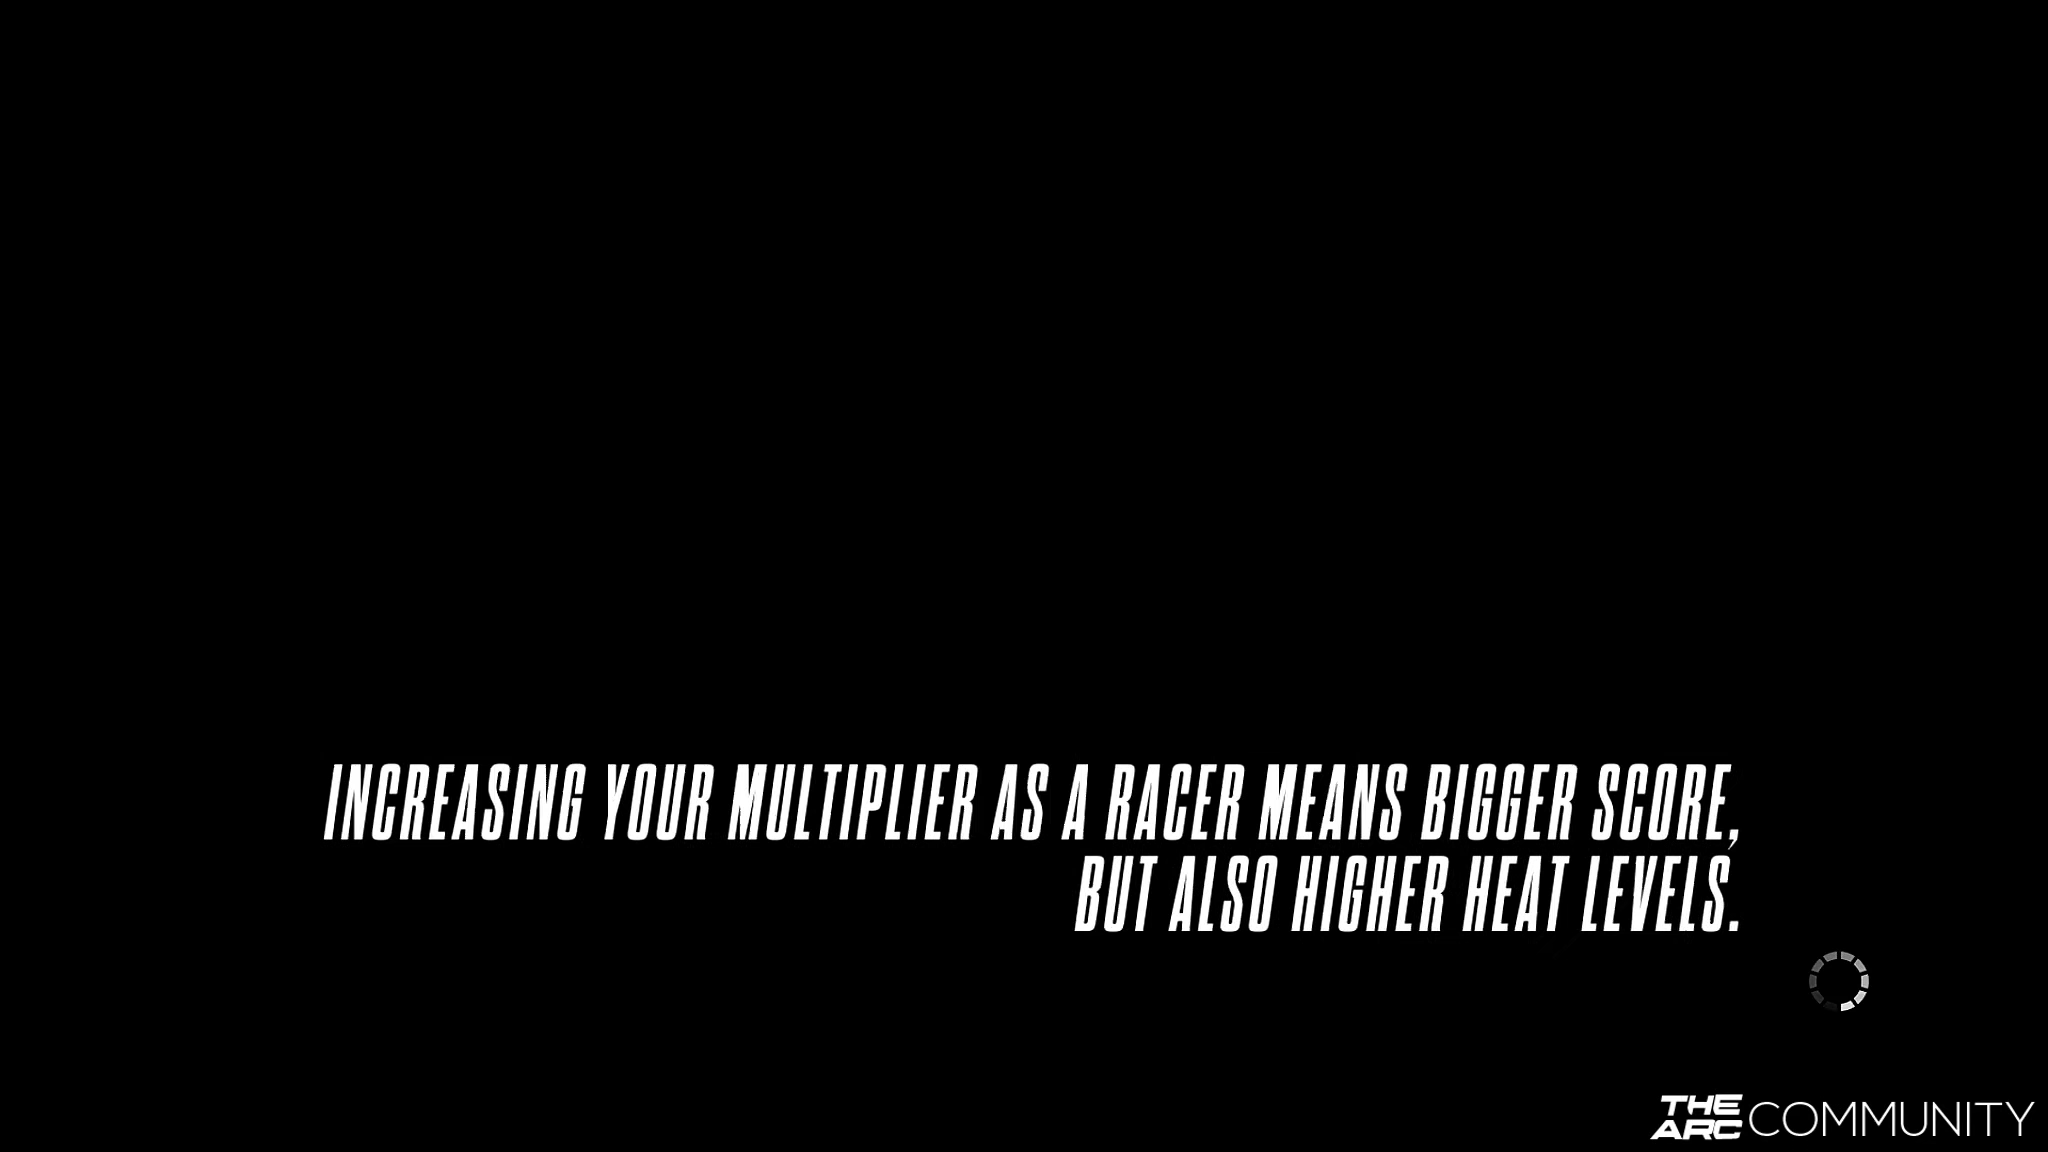 INCREASING YOUR MULTIPLIER AS A RACER MEANS BIGGER SCORE,
BUT ALSO HIGHER HEAT LEVELS.
THE ARC COMMUNITY